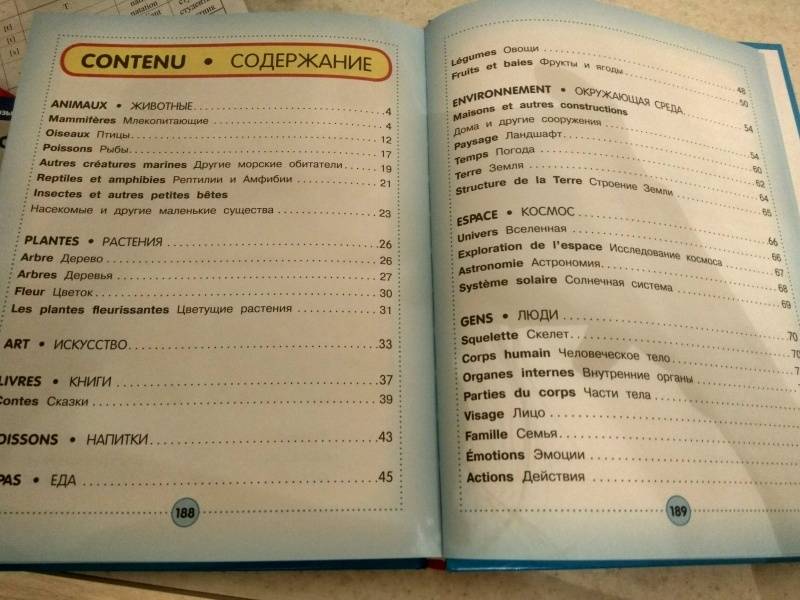 CONTENU • СОДЕРЖАНИЕ
ANIMAUX • ЖИВОТНЫЕ 4
Mammifères Млекопитающие 4
Oiseaux Птицы 12
Poissons Рыбы 17
Autres créatures marines Другие морские обитатели 19
Reptiles et amphibies Рептилии и Амфибии 21
Insectes et autres petites bêtes
Насекомые и другие маленькие существа 23
PLANTES • РАСТЕНИЯ 26
Arbre Дерево 26
Arbres Деревья 27
Fleur Цветок 30
Les plantes fleurissantes Цветущие растения 31
ART • ИСКУССТВО 33
LIVRES • КНИГИ 37
Contes Сказки 39
OISSONS • НАПИТКИ 43
PAS • ЕДА 45
188
Légumes Овощи 48
Fruits et baies Фрукты и ягоды 50
ENVIRONNEMENT • ОКРУЖАЮЩАЯ СРЕДА 54
Maisons et autres constructions
Дома и другие сооружения 54
Paysage Ландшафт 60
Temps Погода 62
Terre Земля 64
Structure de la Terre Строение Земли 65
ESPACE • КОСМОС 66
Univers Вселенная 66
Exploration de l'espace Исследование космоса 67
Astronomie Астрономия 68
Système solaire Солнечная система 69
GENS • ЛЮДИ 70
Squelette Скелет 70
Corps humain Человеческое тело
Organes internes Внутренние органы
Parties du corps Части тела
Visage Лицо
Famille Семья
Émotions Эмоции
Actions Действия
189